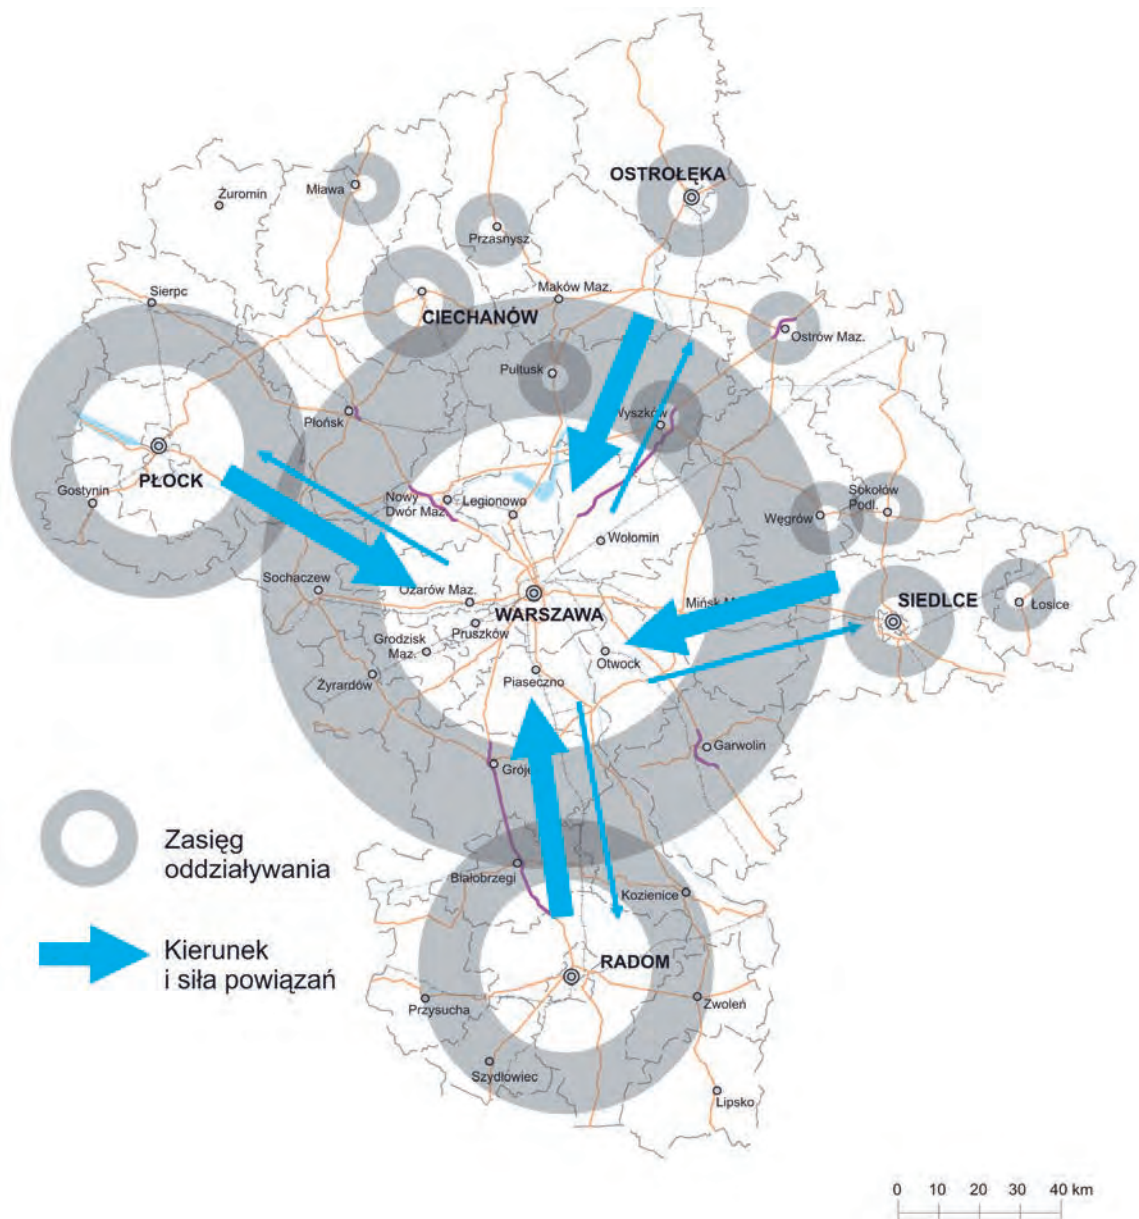 OSTROŁĘKA
Żuromin
Mława
Przasnysz
Sierpc
Maków Maz.
CIECHANÓW
Ostrów Maz.
Pułtusk
Płońsk
Wyszków
PŁOCK
Gostynin
Nowy
Dwór Maz.
Legionowo
Węgrów
Sokołów
Podl.
Wołomin
Sochaczew
Ożarów Maz.
WARSZAWA
Mińsk M
SIEDLCE
Łosice
Pruszków
Grodzisk
Maz.
Otwock
Żyrardów
Piaseczno
Garwolin
Gróje
Zasięg
oddziaływania
Białobrzegi
Kozienice
Kierunek
i siła powiązań
RADOM
Przysucha
Zwoleń
Szydłowiec
Lipsko
0 10 20 30 40 km